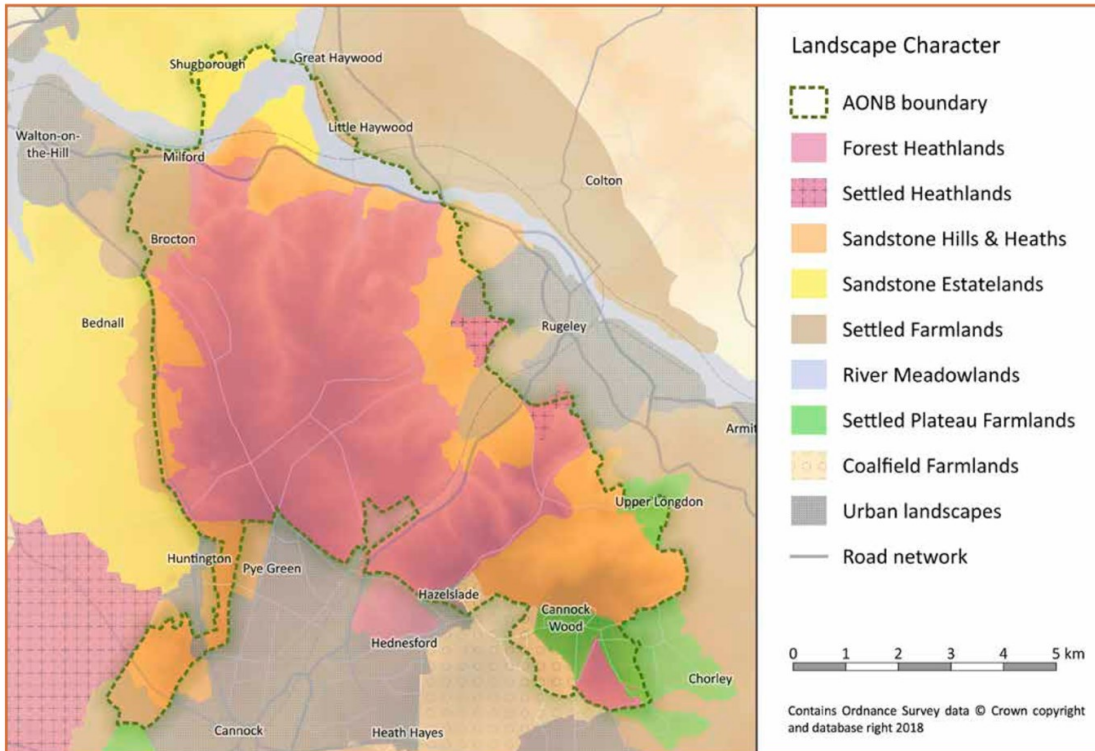 Shugborough
Great Haywood
Walton-on-
the-Hill
Milford
Little Haywood
Colton
Brocton
Bednall
Rugeley
Armit
Upper Longdon
Huntington
Pye Green
Hazelslade
Cannock
Wood
Hednesford
Chorley
Cannock
Heath Hayes
Landscape Character
AONB boundary
Forest Heathlands
Settled Heathlands
Sandstone Hills & Heaths
Sandstone Estatelands
Settled Farmlands
River Meadowlands
Settled Plateau Farmlands
Coalfield Farmlands
Urban landscapes
Road network
0 1 2 3 4 5 km
Contains Ordnance Survey data © Crown copyright
and database right 2018